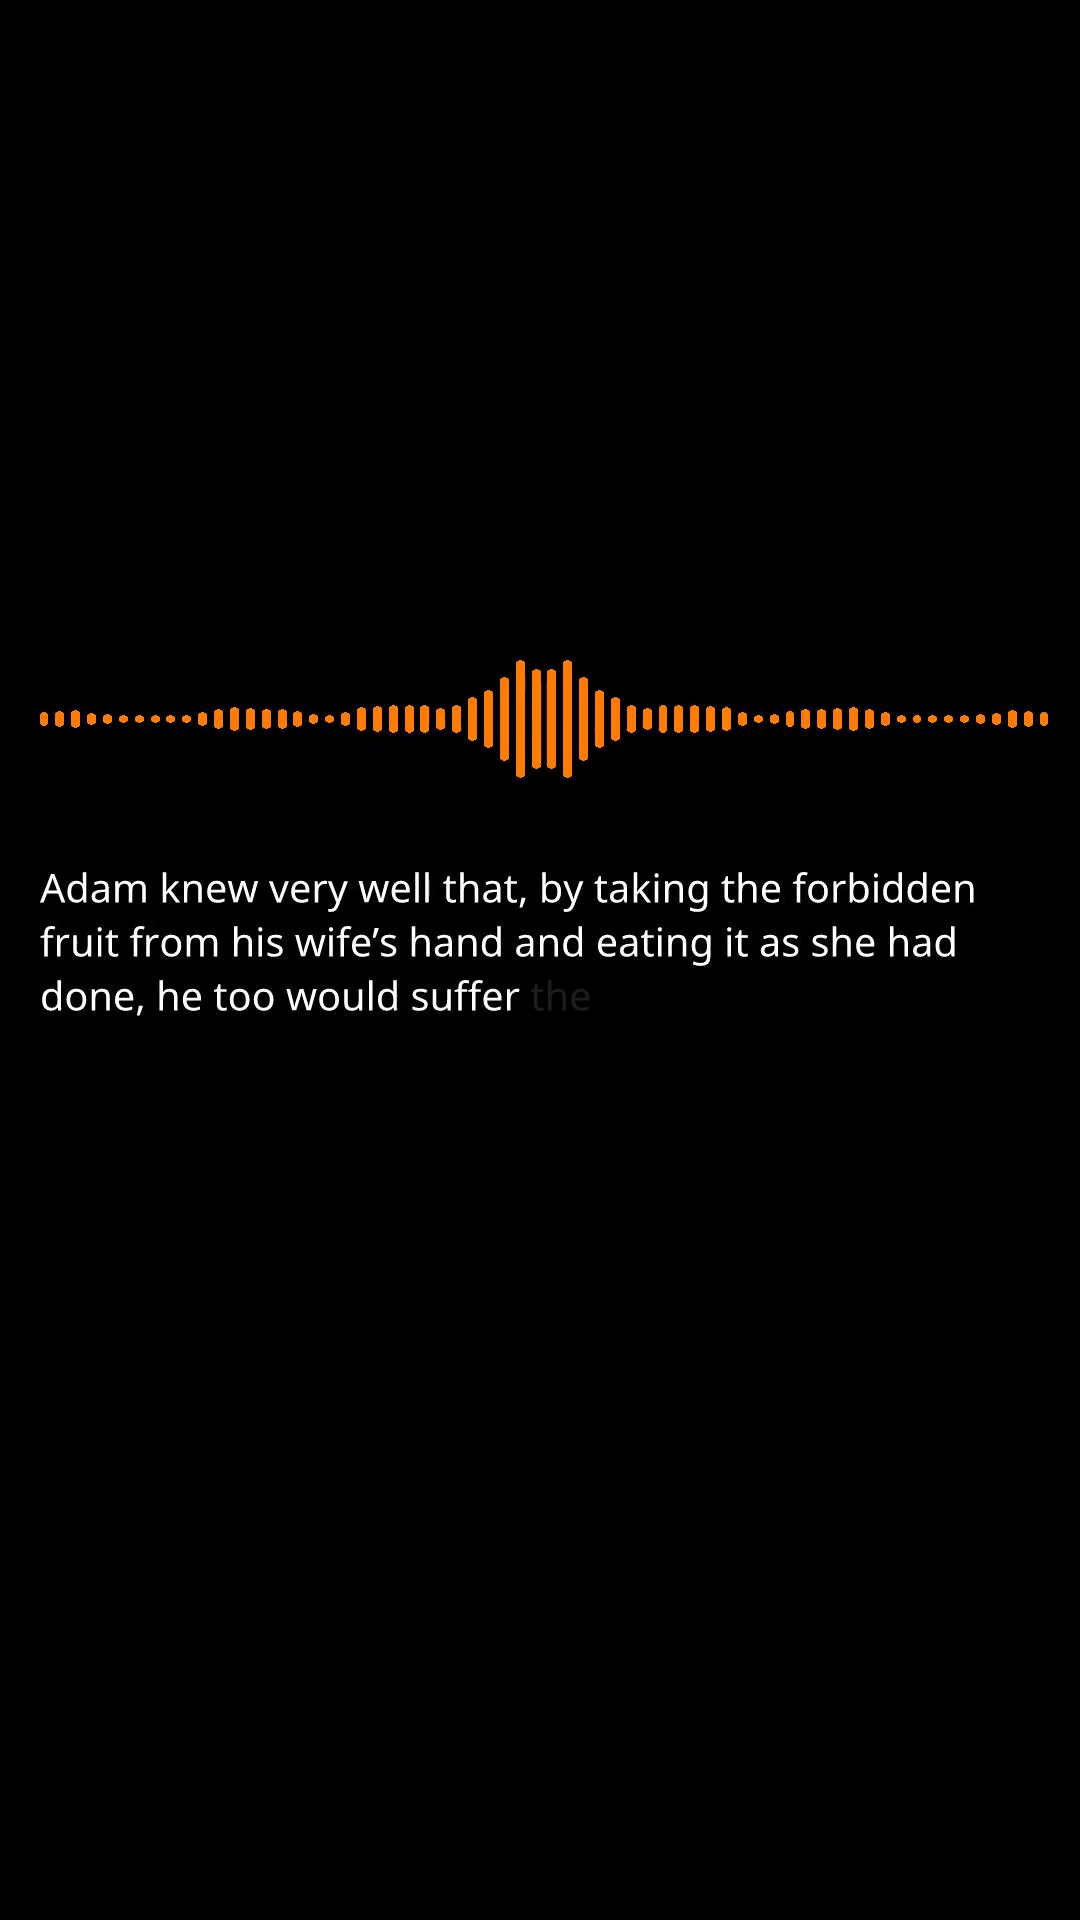 Adam knew very well that, by taking the forbidden
fruit from his wife’s hand and eating it as she had
done, he too would suffer the